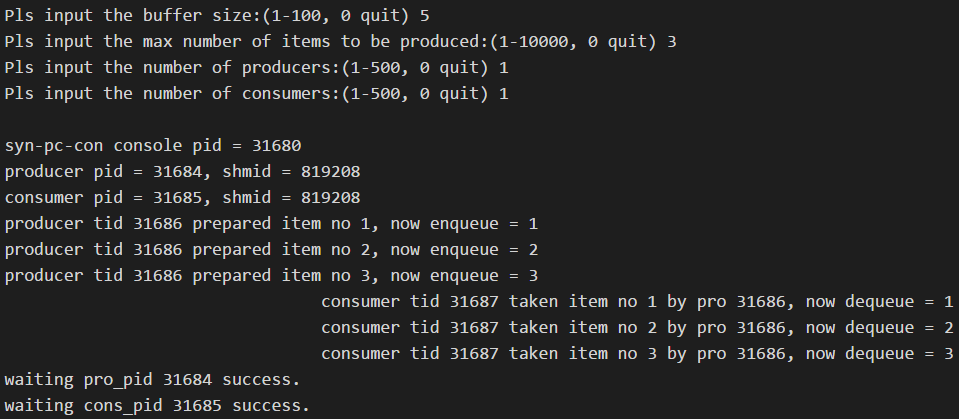 Pls input the buffer size:(1-100, 0 quit) 5
Pls input the max number of items to be produced:(1-10000, 0 quit) 3
Pls input the number of producers:(1-500, 0 quit) 1
Pls input the number of consumers:(1-500, 0 quit) 1
syn-pc-con console pid = 31680
producer pid = 31684, shmid = 819208
consumer pid = 31685, shmid = 819208
producer tid 31686 prepared item no 1, now enqueue = 1
producer tid 31686 prepared item no 2, now enqueue = 2
producer tid 31686 prepared item no 3, now enqueue = 3
consumer tid 31687 taken item no 1 by pro 31686, now dequeue = 1
consumer tid 31687 taken item no 2 by pro 31686, now dequeue = 2
consumer tid 31687 taken item no 3 by pro 31686, now dequeue = 3
waiting pro_pid 31684 success.
waiting cons_pid 31685 success.